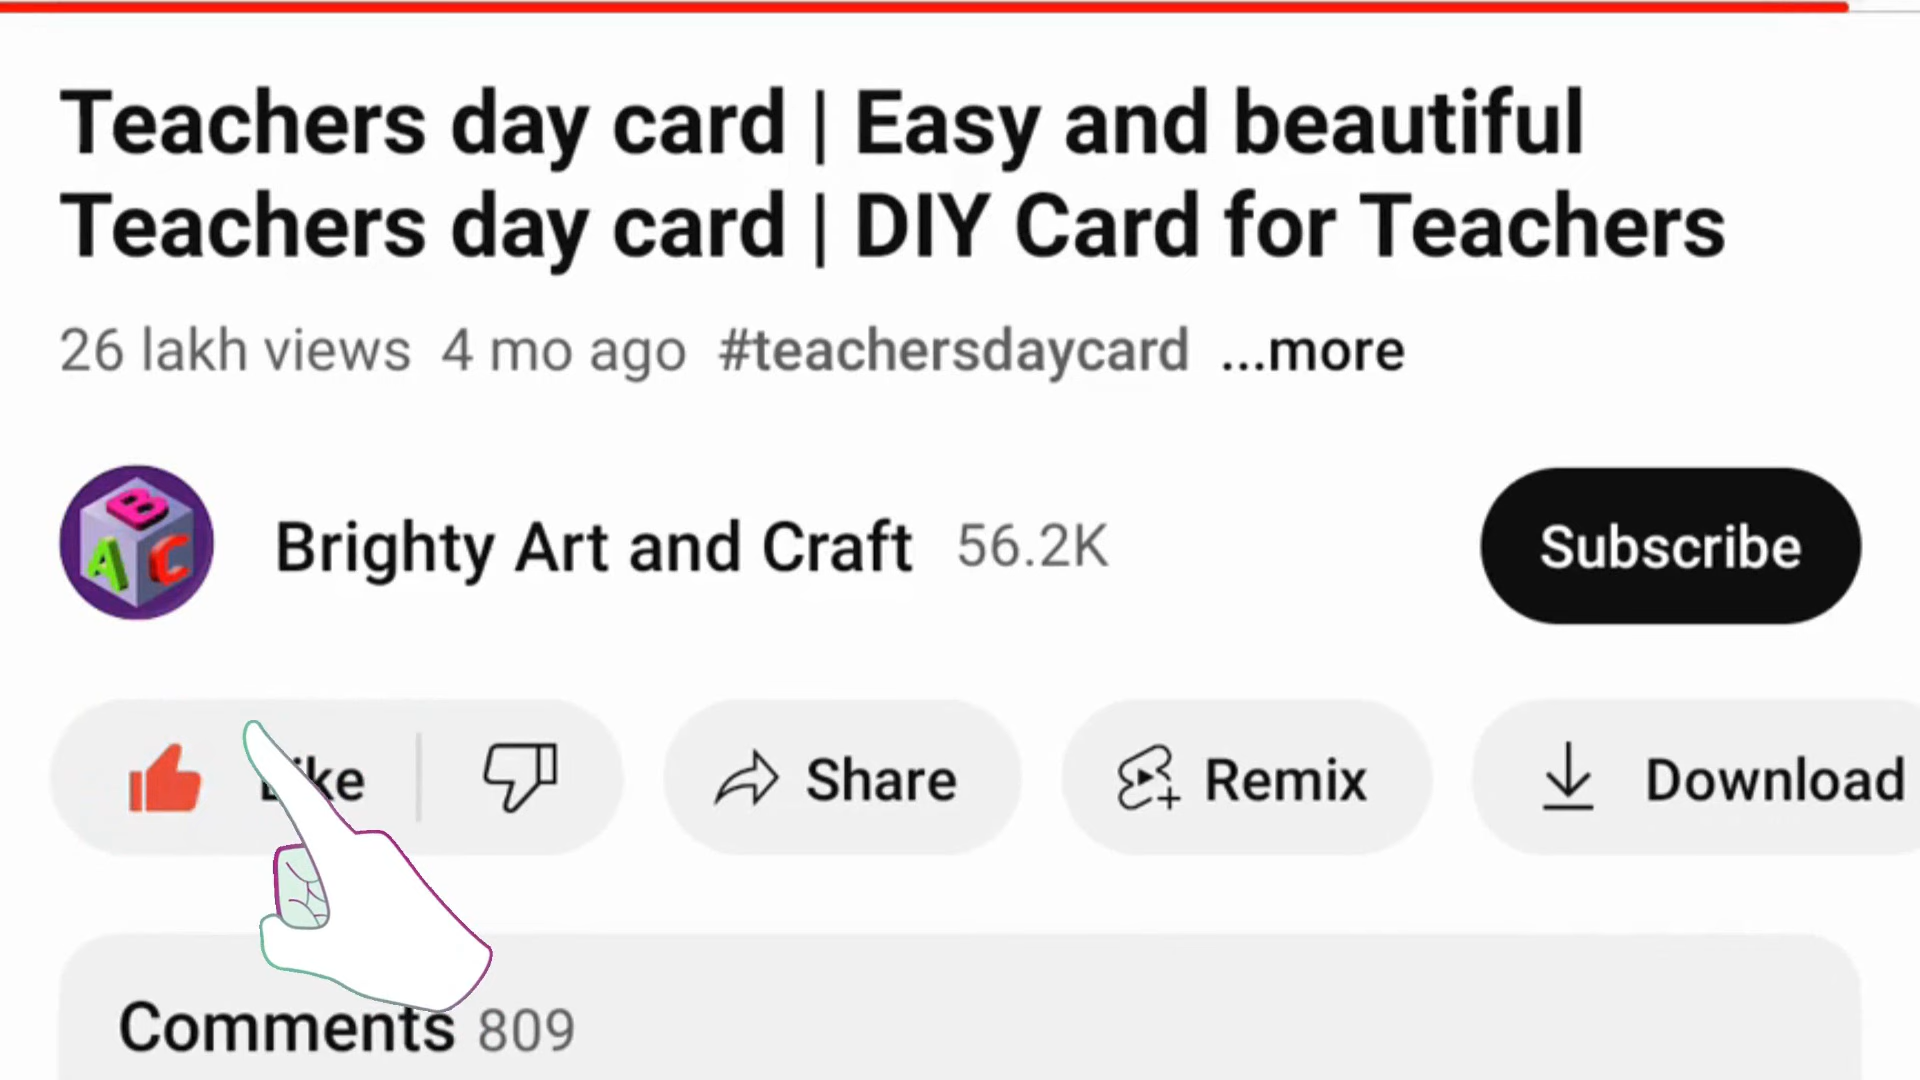 Teachers day card | Easy and beautiful
Teachers day card | DIY Card for Teachers
26 lakh views 4 mo ago #teachersdaycard ...more
B
A C
Brighty Art and Craft 56.2K
Subscribe
Like
Share
Remix
Download
Comments 809